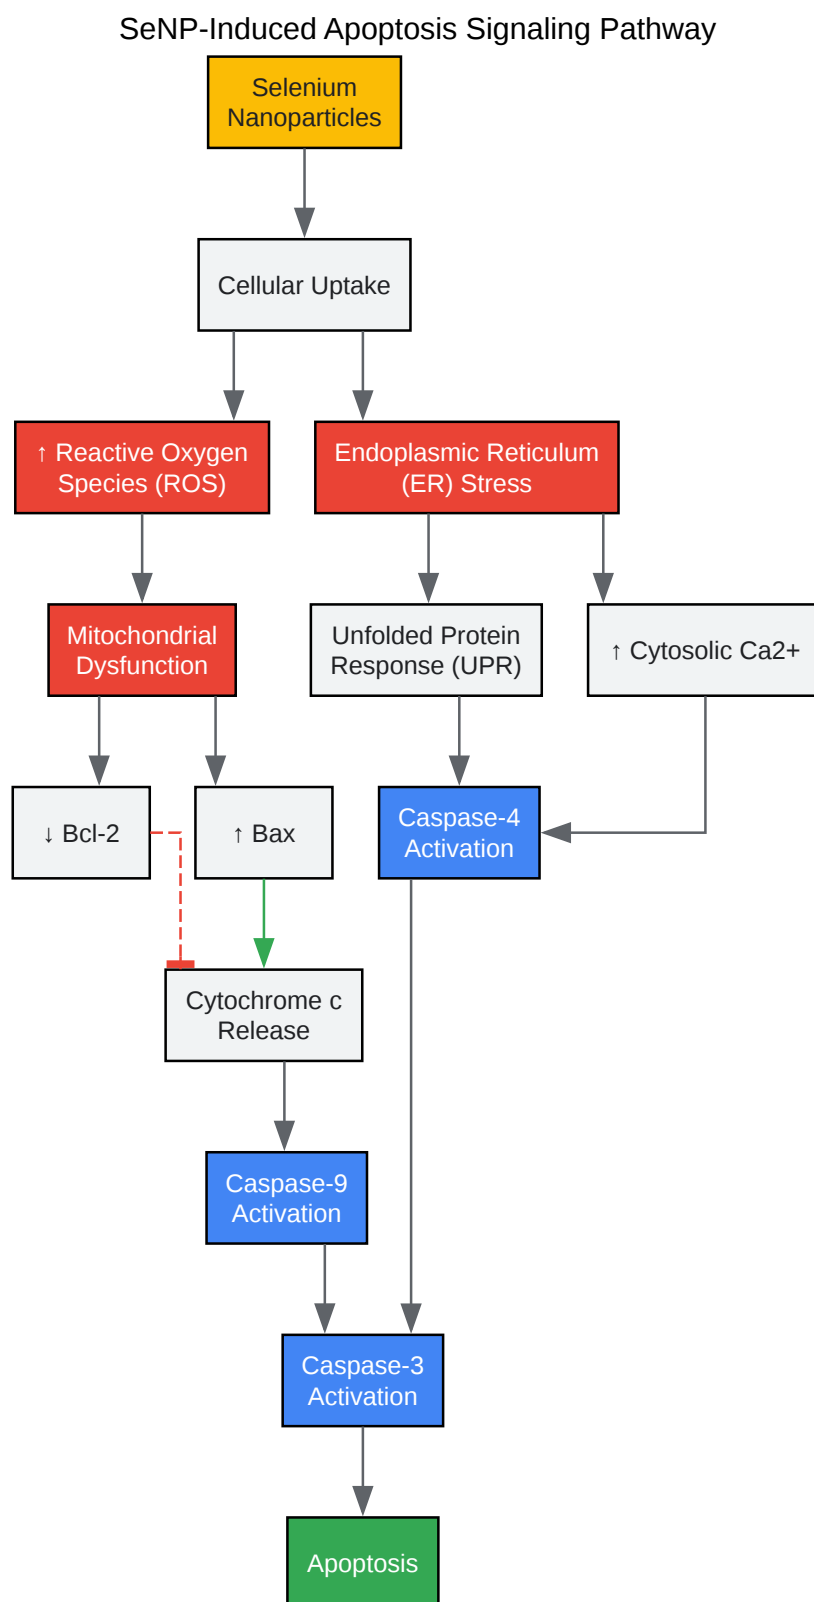 SeNP-Induced Apoptosis Signaling Pathway
Selenium
Nanoparticles
Cellular Uptake
↑ Reactive Oxygen
Species (ROS)
Endoplasmic Reticulum
(ER) Stress
Mitochondrial
Dysfunction
Unfolded Protein
Response (UPR)
↑ Cytosolic Ca2+
↓ Bcl-2
↑ Bax
Caspase-4
Activation
Cytochrome c
Release
Caspase-9
Activation
Caspase-3
Activation
Apoptosis